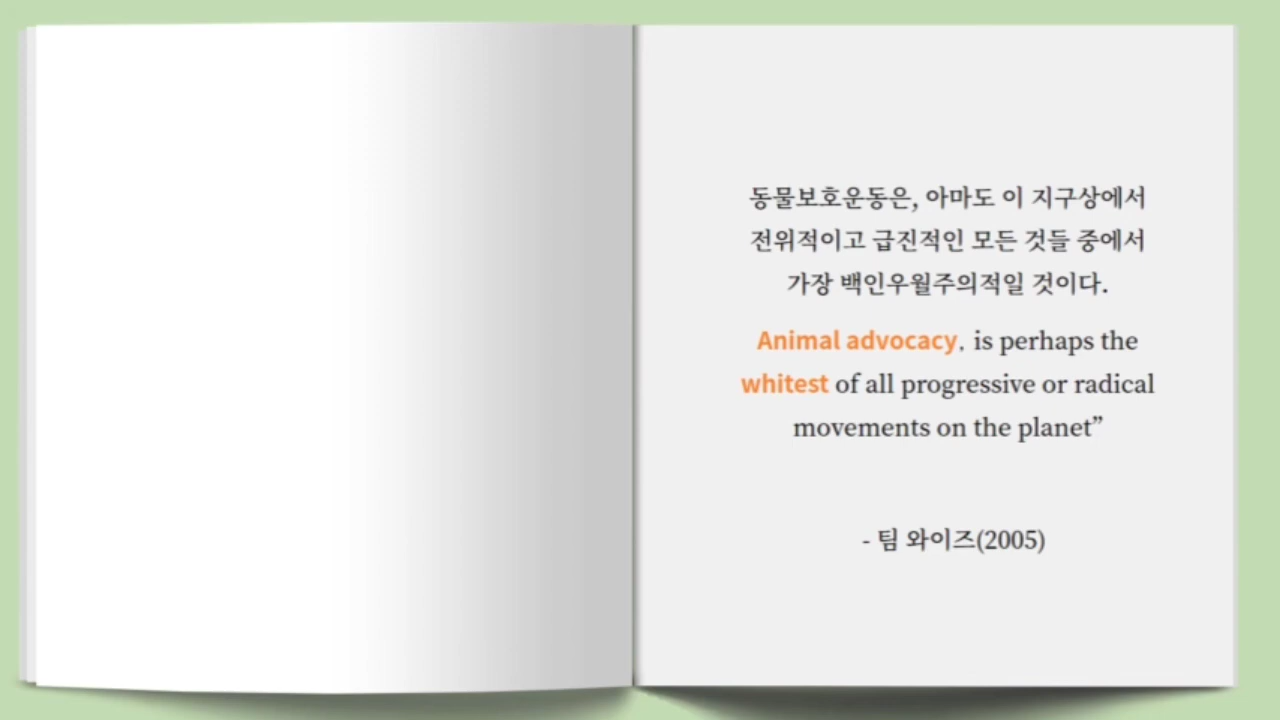 동물보호운동은, 아마도 이 지구상에서
전위적이고 급진적인 모든 것들 중에서
가장 백인우월주의적일 것이다.
Animal advocacy, is perhaps the
whitest of all progressive or radical
movements on the planet”
- 팀 와이즈(2005)